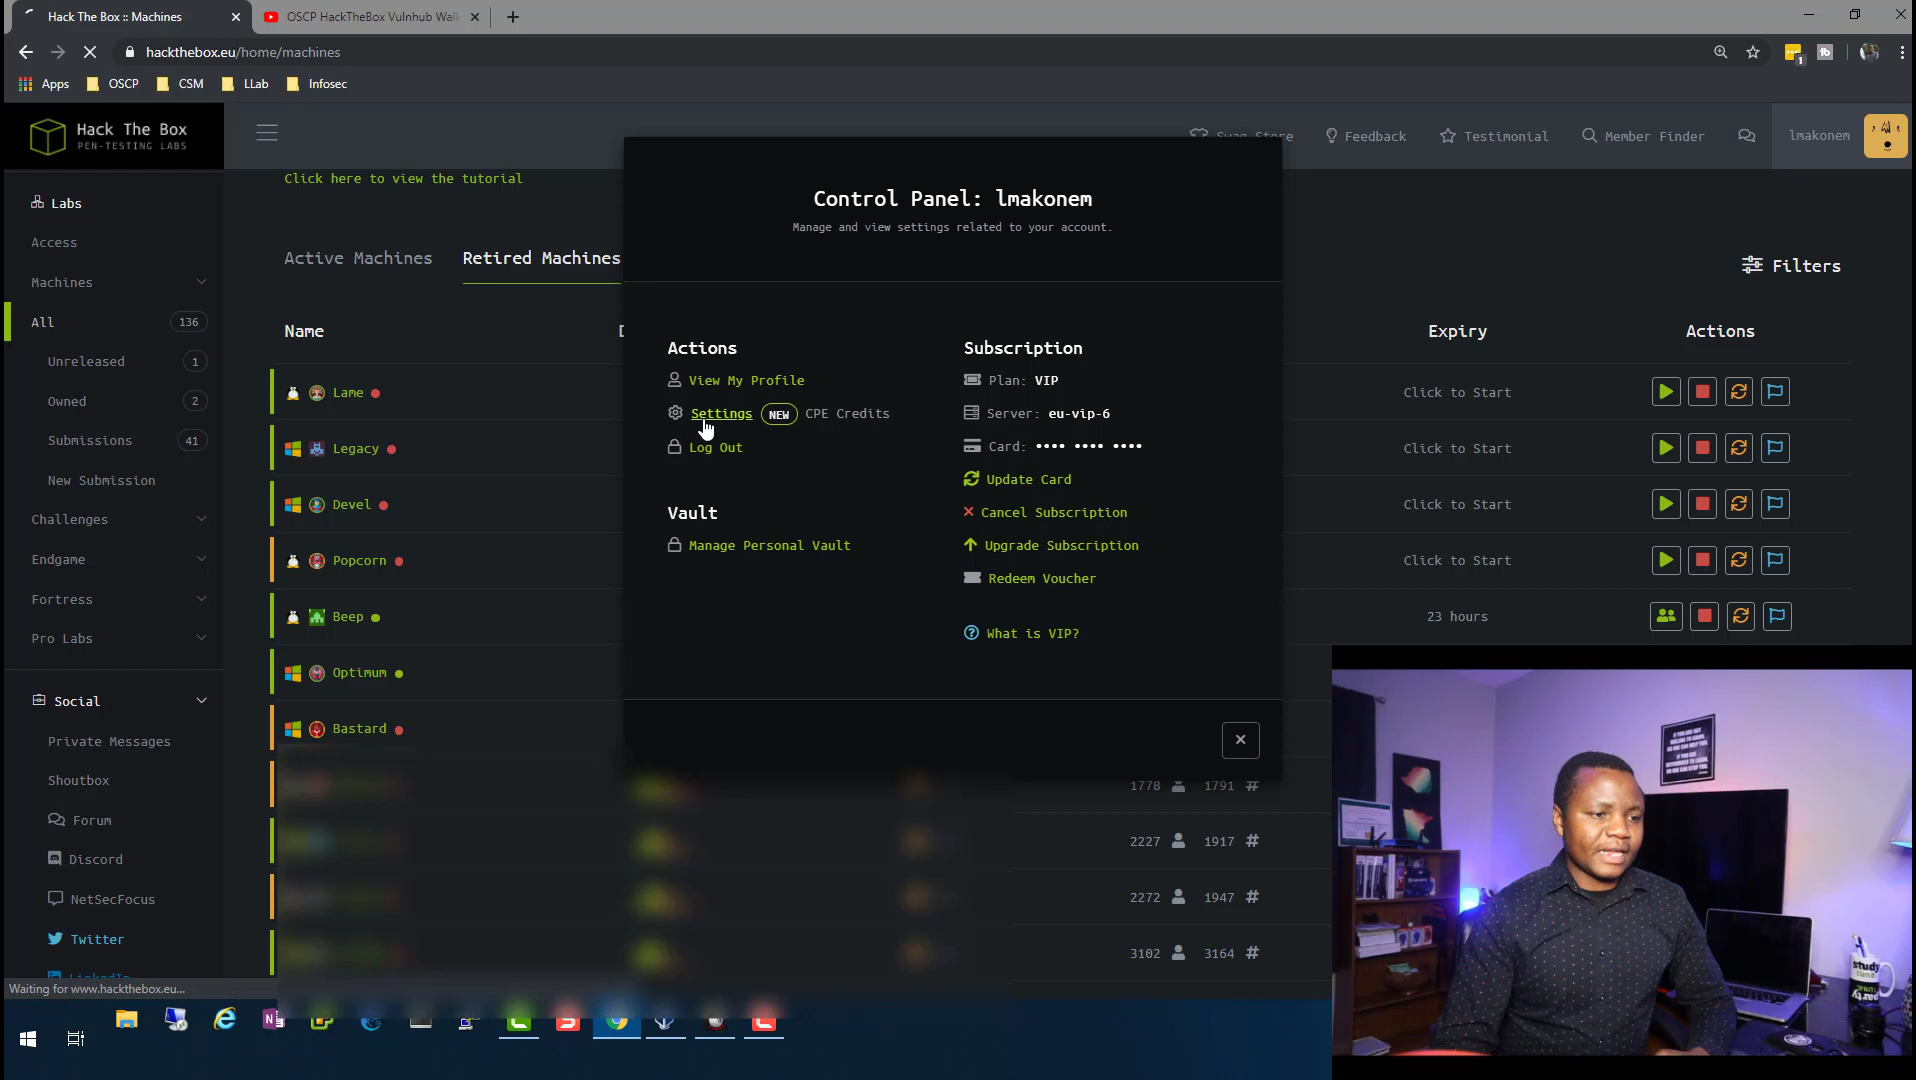 Hack The Box :: Machines
OSCP HackTheBox Vulnhub Walk
hackthebox.eu/home/machines
Apps
OSCP
CSM
LLab
Infosec
Hack The Box
PEN-TESTING LABS
Swag Store
Feedback
Testimonial
Member Finder
lmakonem
Click here to view the tutorial
Labs
Access
Machines
All 136
Unreleased 1
Owned 2
Submissions 41
New Submission
Challenges
Endgame
Fortress
Pro Labs
Social
Private Messages
Shoutbox
Forum
Discord
NetSecFocus
Twitter
LinkedIn
Active Machines
Retired Machines
Filters
Name
Expiry
Actions
Lame
Click to Start
Legacy
Click to Start
Devel
Click to Start
Popcorn
Click to Start
Beep
23 hours
Optimum
Bastard
1778 1791 #
2227 1917 #
2272 1947 #
3102 3164 #
Control Panel: lmakonem
Manage and view settings related to your account.
Actions
View My Profile
Settings NEW CPE Credits
Log Out
Vault
Manage Personal Vault
Subscription
Plan: VIP
Server: eu-vip-6
Card: •••• •••• ••••
Update Card
Cancel Subscription
Upgrade Subscription
Redeem Voucher
What is VIP?
Waiting for www.hackthebox.eu...
study
party